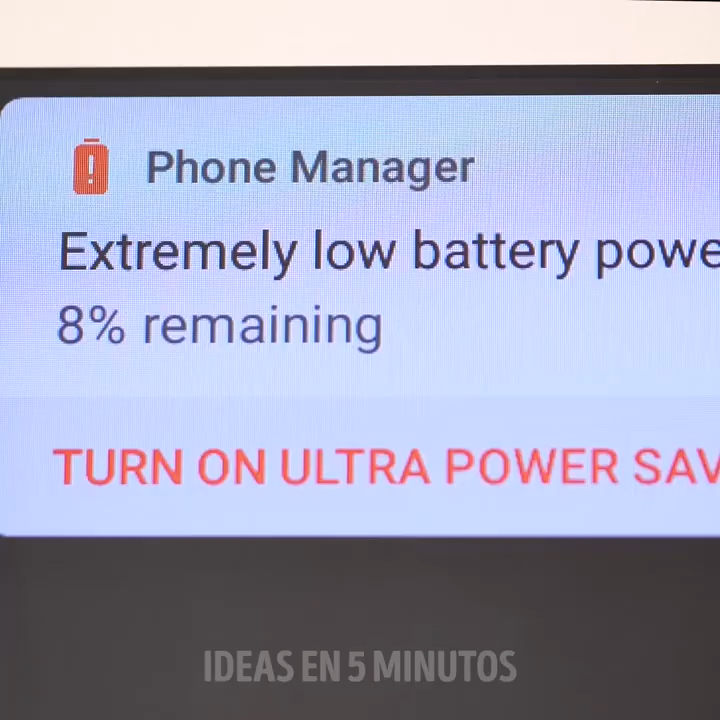 Phone Manager
Extremely low battery powe
8% remaining
TURN ON ULTRA POWER SAV
IDEAS EN 5 MINUTOS